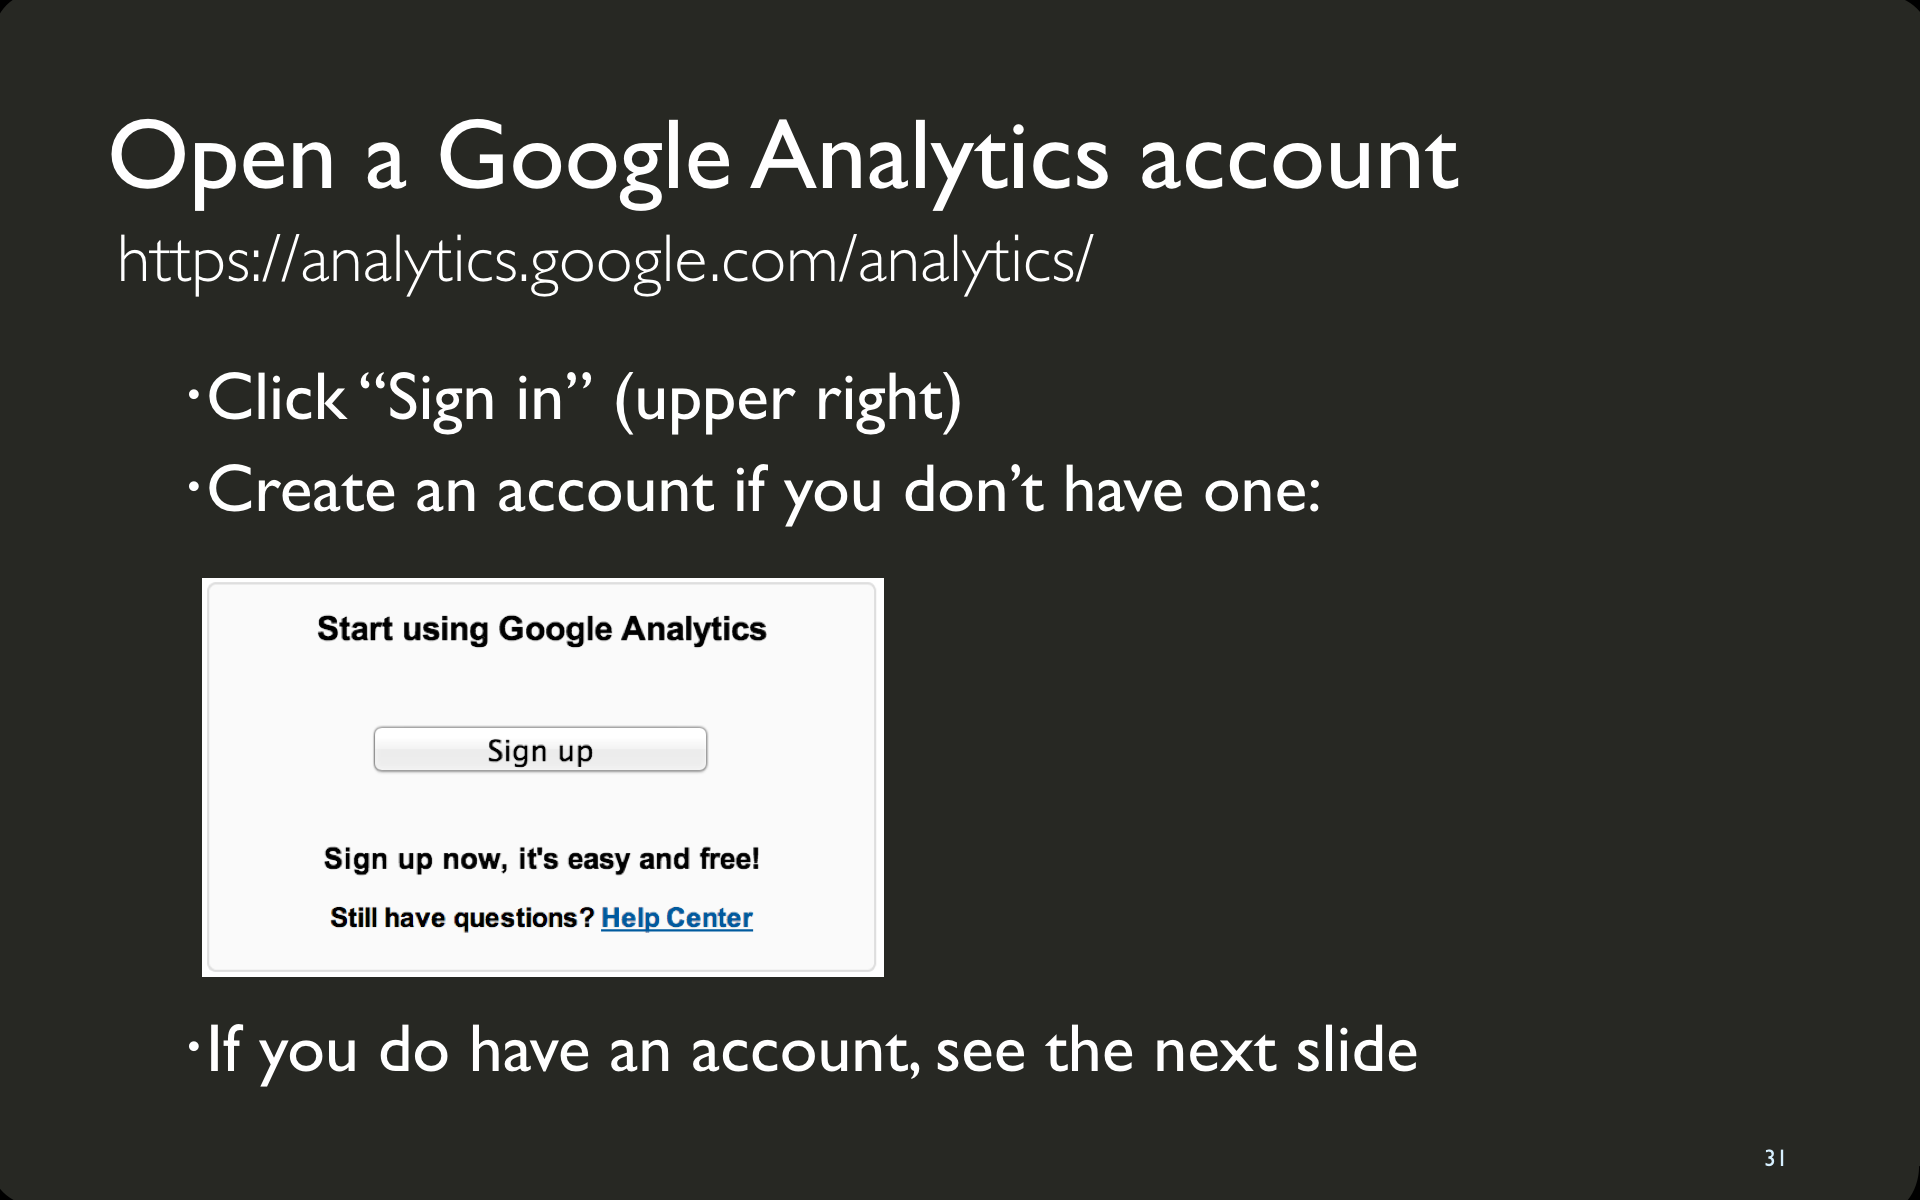 Open a Google Analytics account
https://analytics.google.com/analytics/
•Click “Sign in” (upper right)
•Create an account if you don’t have one:
Start using Google Analytics
Sign up
Sign up now, it's easy and free!
Still have questions? Help Center
•If you do have an account, see the next slide
31